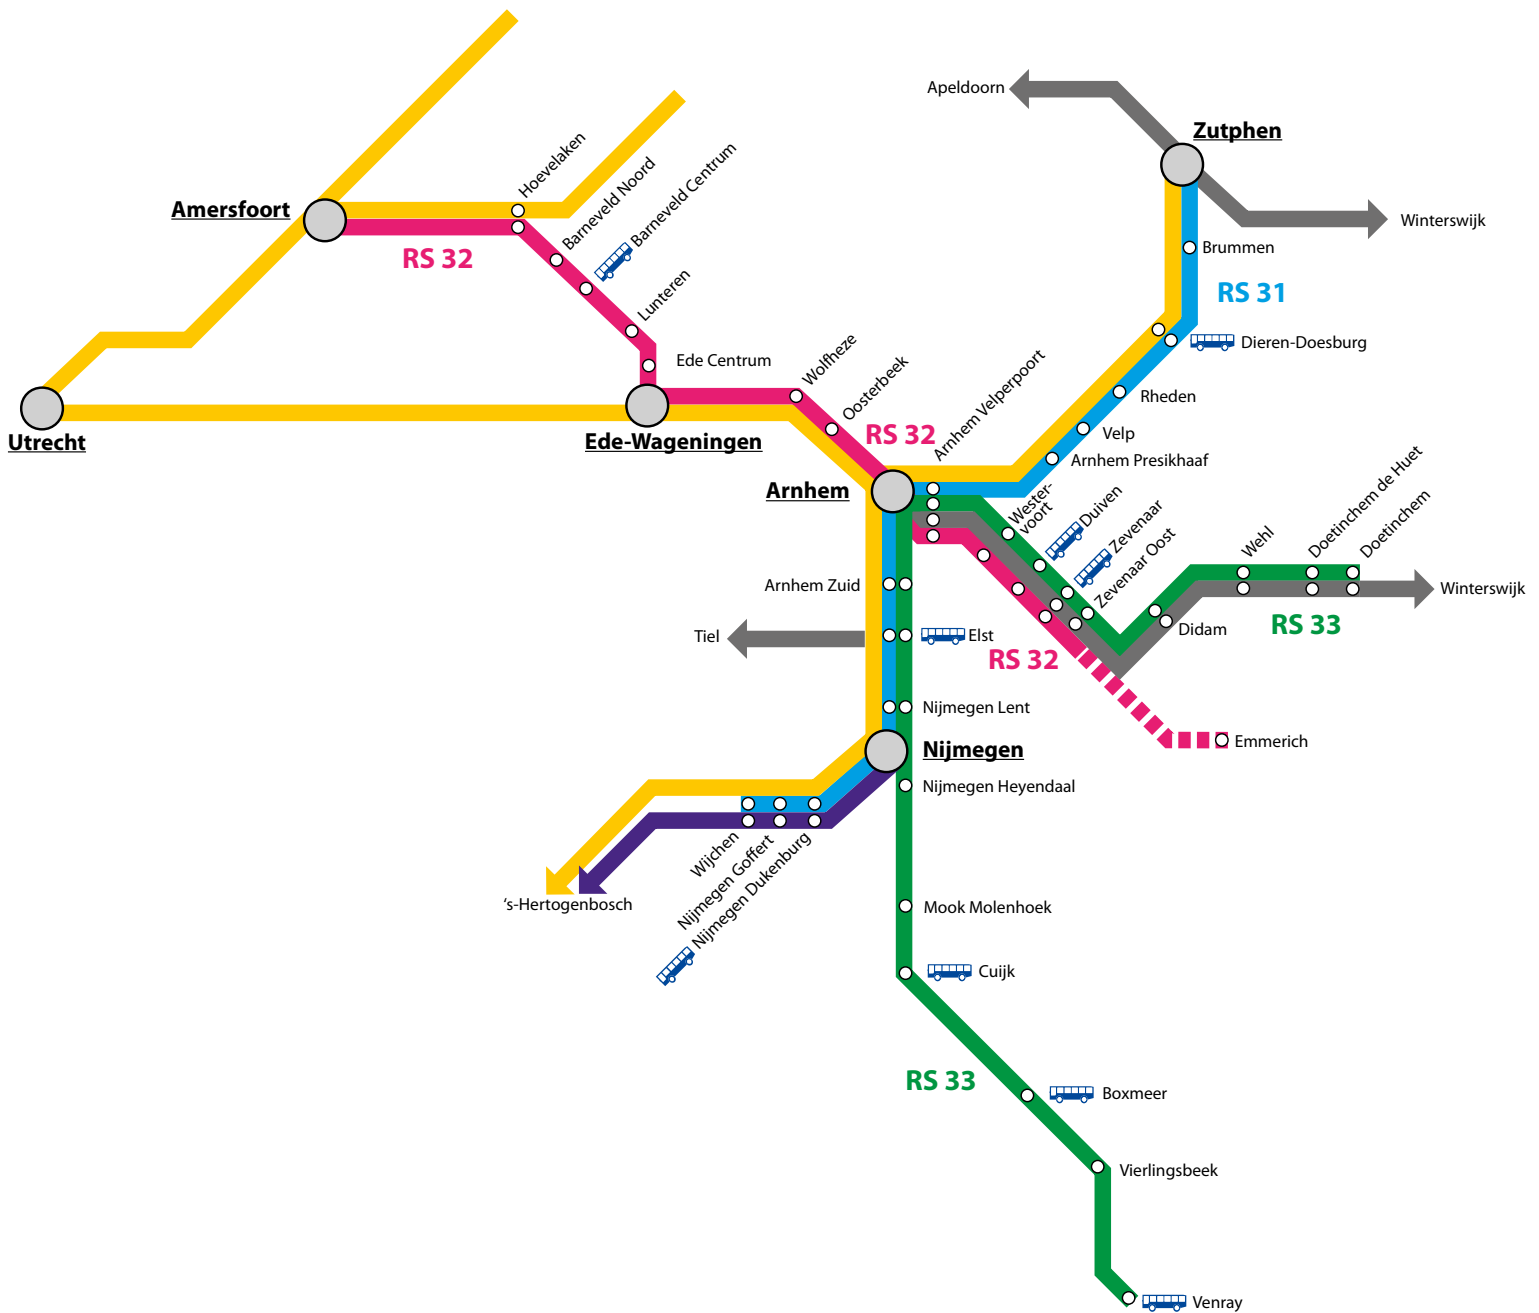 Apeldoorn
Zutphen
Hoevelaken
Barneveld Noord
Barneveld Centrum
Amersfoort
Winterswijk
RS 32
Brummen
RS 31
Lunteren
Dieren-Doesburg
Ede Centrum
Wolfheze
Oosterbeek
Arnhem Velperpoort
Rheden
Utrecht
Ede-Wageningen
RS 32
Velp
Arnhem Presikhaaf
Arnhem
Wester-
voort
Duiven
Zevenaar
Zevenaar Oost
Wehl
Doetinchem de Huet
Doetinchem
Arnhem Zuid
Winterswijk
Tiel
Elst
Didam
RS 33
RS 32
Nijmegen Lent
Emmerich
Nijmegen
Nijmegen Heyendaal
Wijchen
Nijmegen Goffert
Nijmegen Dukenburg
‘s-Hertogenbosch
Mook Molenhoek
Cuijk
RS 33
Boxmeer
Vierlingsbeek
Venray